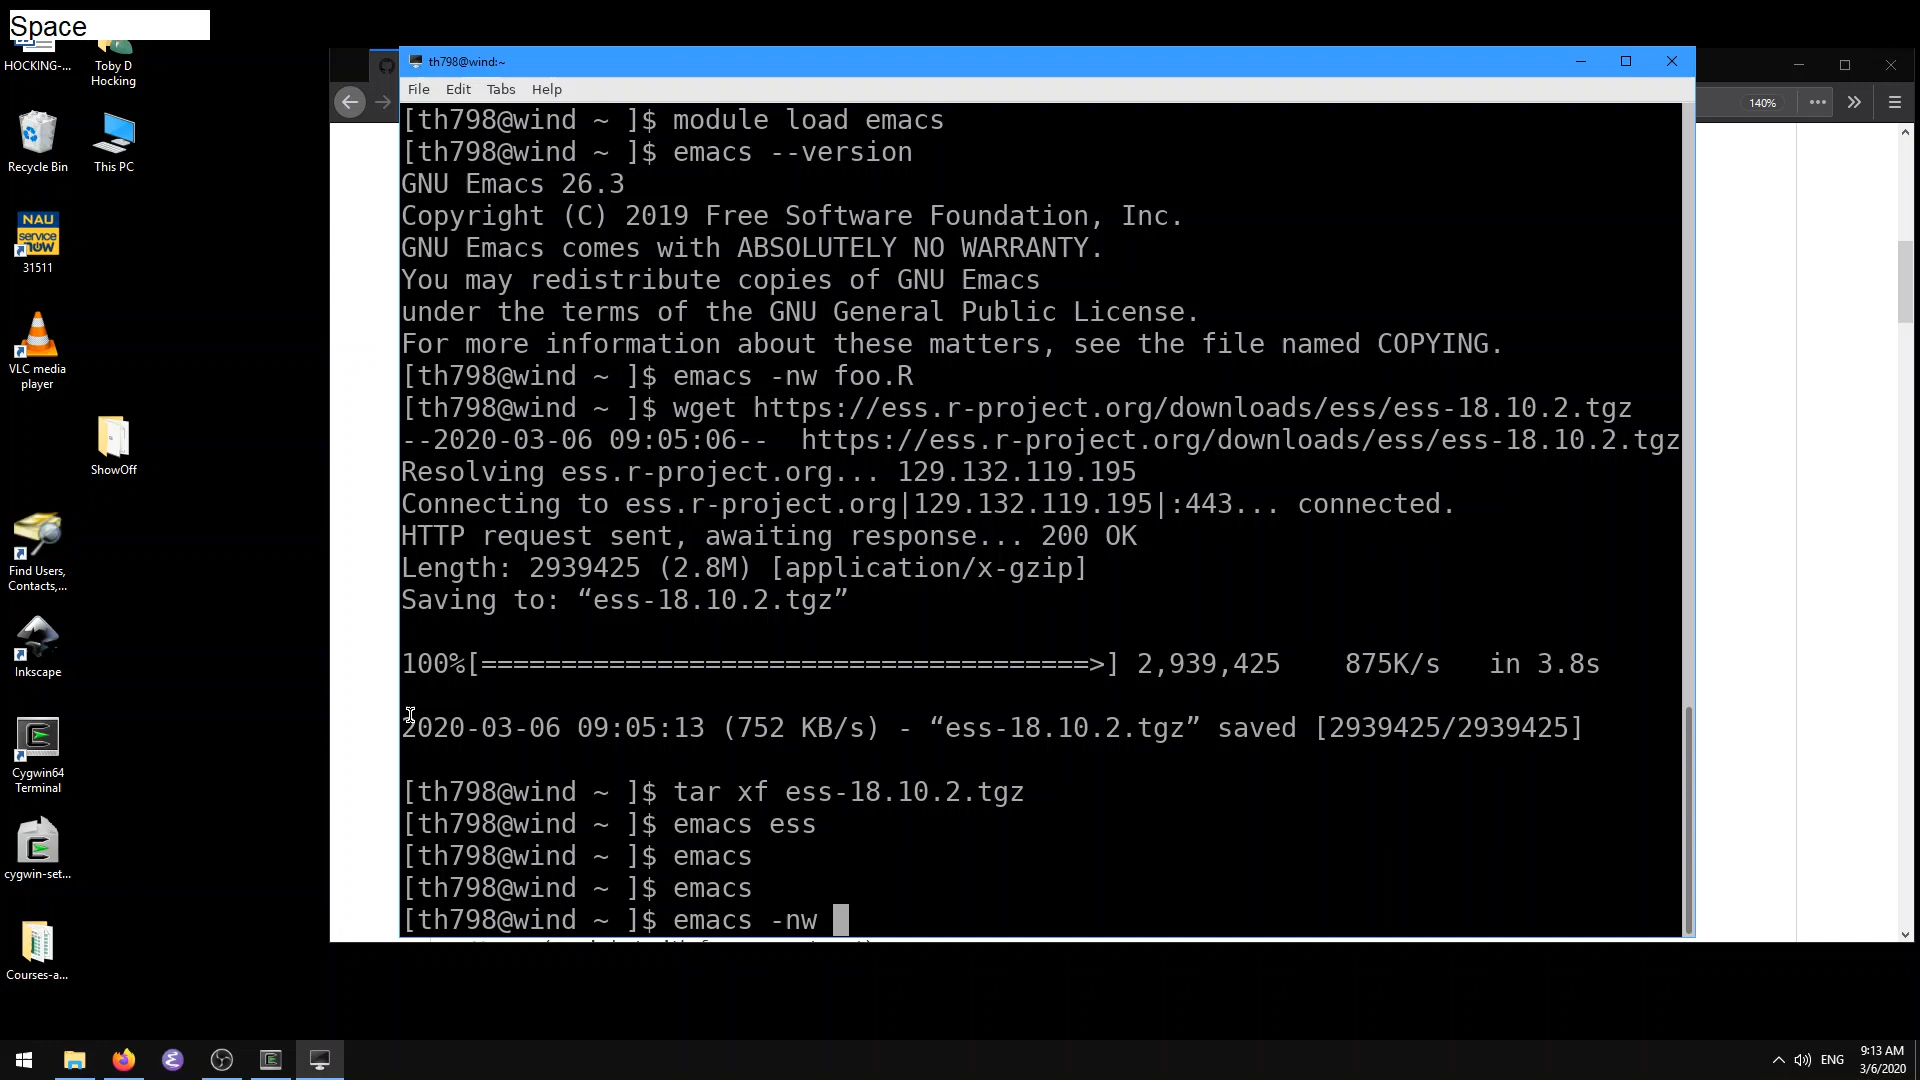 Space
HOCKING-...
Toby D
Hocking
Recycle Bin
This PC
NAU
service
now
31511
VLC media
player
ShowOff
Find Users,
Contacts,...
Inkscape
Cygwin64
Terminal
cygwin-set...
Courses-a...
th798@wind:~
File Edit Tabs Help
140%
[th798@wind ~ ]$ module load emacs
[th798@wind ~ ]$ emacs --version
GNU Emacs 26.3
Copyright (C) 2019 Free Software Foundation, Inc.
GNU Emacs comes with ABSOLUTELY NO WARRANTY.
You may redistribute copies of GNU Emacs
under the terms of the GNU General Public License.
For more information about these matters, see the file named COPYING.
[th798@wind ~ ]$ emacs -nw foo.R
[th798@wind ~ ]$ wget https://ess.r-project.org/downloads/ess/ess-18.10.2.tgz
--2020-03-06 09:05:06--  https://ess.r-project.org/downloads/ess/ess-18.10.2.tgz
Resolving ess.r-project.org... 129.132.119.195
Connecting to ess.r-project.org|129.132.119.195|:443... connected.
HTTP request sent, awaiting response... 200 OK
Length: 2939425 (2.8M) [application/x-gzip]
Saving to: “ess-18.10.2.tgz”
100%[======================================>] 2,939,425    875K/s   in 3.8s
2020-03-06 09:05:13 (752 KB/s) - “ess-18.10.2.tgz” saved [2939425/2939425]
[th798@wind ~ ]$ tar xf ess-18.10.2.tgz
[th798@wind ~ ]$ emacs ess
[th798@wind ~ ]$ emacs
[th798@wind ~ ]$ emacs
[th798@wind ~ ]$ emacs -nw
ENG
9:13 AM
3/6/2020